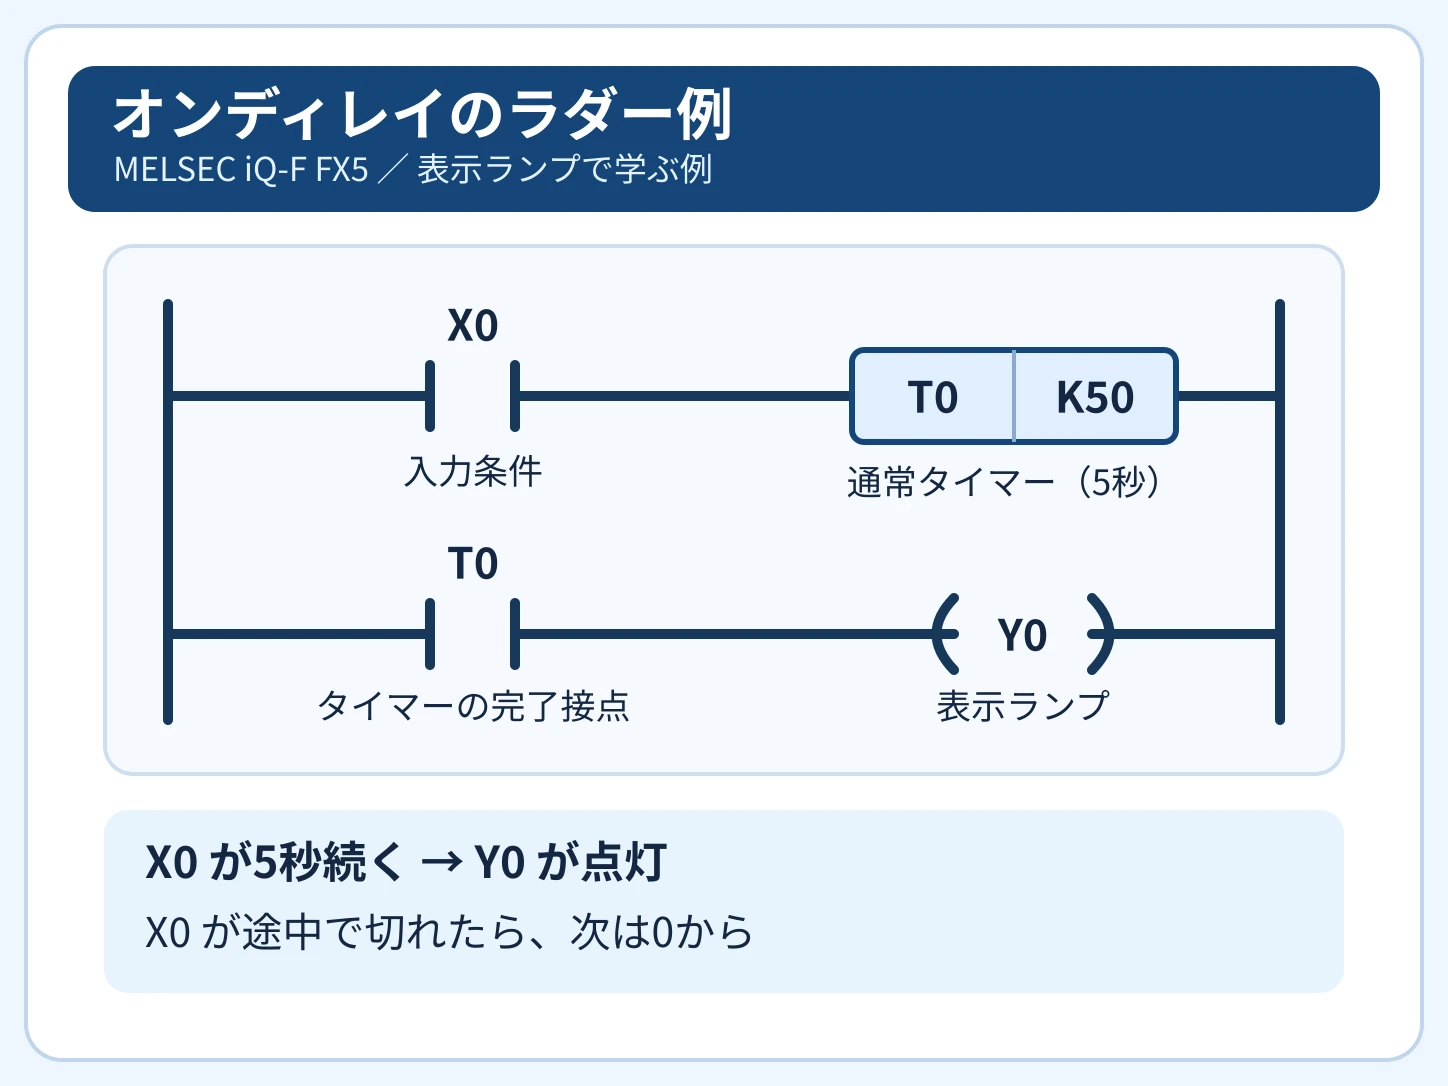 オンディレイのラダー例
MELSEC iQ-F FX5 ／ 表示ランプで学ぶ例
X0
T0 K50
入力条件
通常タイマー（5秒）
T0
Y0
タイマーの完了接点
表示ランプ
X0 が5秒続く → Y0 が点灯
X0 が途中で切れたら、次は0から